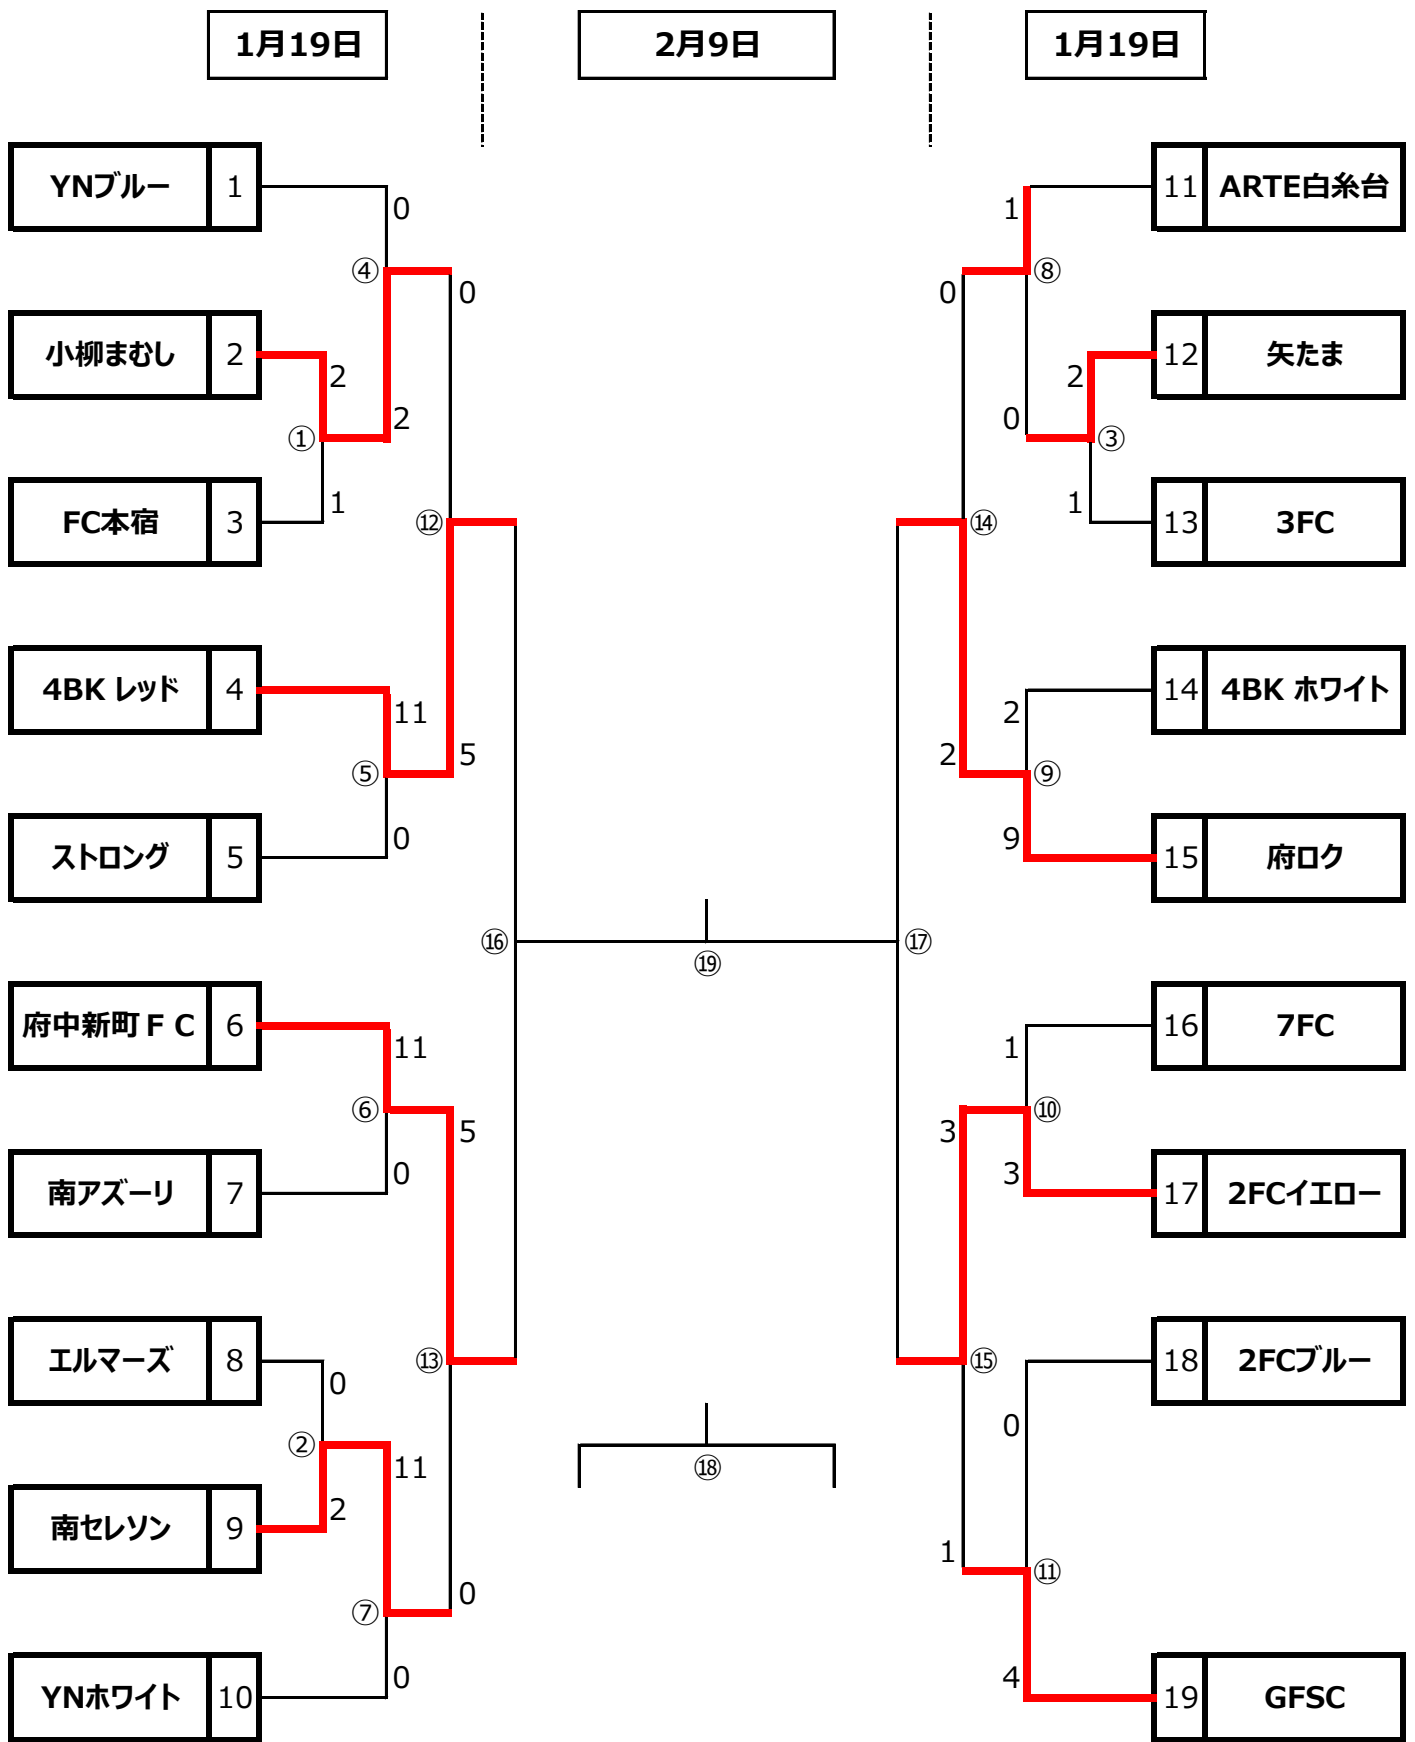 1月19日
2月9日
1月19日
YNブルー 1
0
1
11 ARTE白糸台
④
⑧
0
0
小柳まむし 2
2
2
12 矢たま
2
0
①
③
FC本宿 3
1
1
13 3FC
⑫
⑭
4BK レッド 4
11
2
14 4BK ホワイト
5
2
⑤
⑨
ストロング 5
0
9
15 府ロク
⑯
⑰
⑲
府中新町FC 6
11
1
16 7FC
⑥
⑩
5
3
南アズーリ 7
0
3
17 2FCイエロー
エルマーズ 8
0
⑬
⑮
18 2FCブルー
0
②
11
⑱
南セレソン 9
2
1
⑪
0
⑦
YNホワイト 10
0
4
19 GFSC